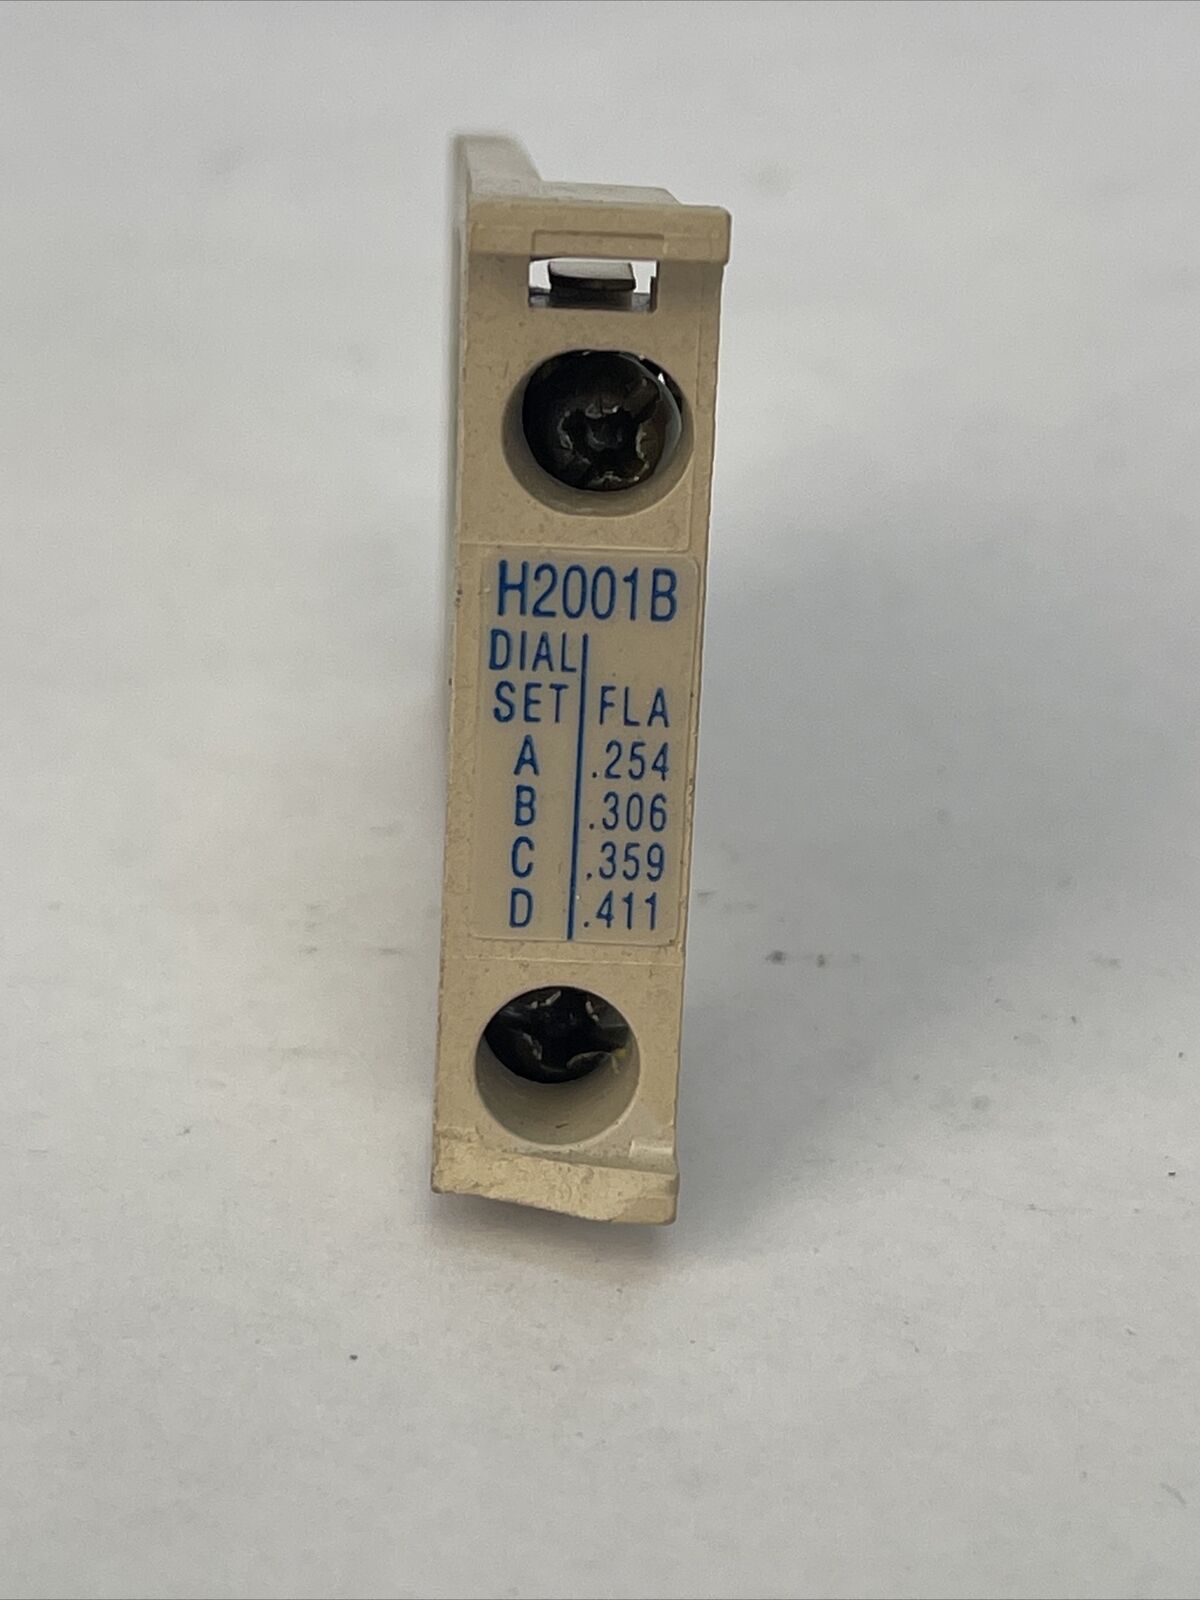 H2001B
DIAL
SET FLA
A .254
B .306
C .359
D .411